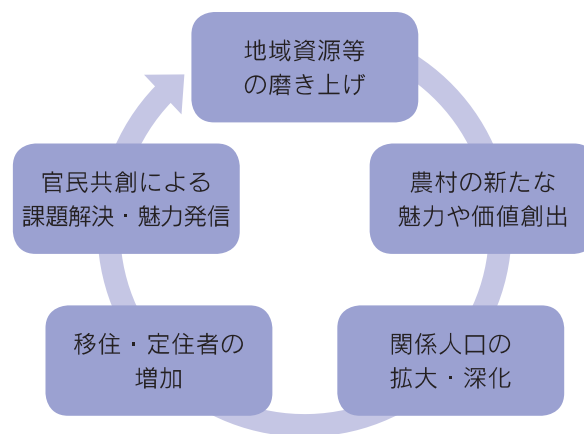 地域資源等
の磨き上げ
農村の新たな
魅力や価値創出
関係人口の
拡大・深化
移住・定住者の
増加
官民共創による
課題解決・魅力発信